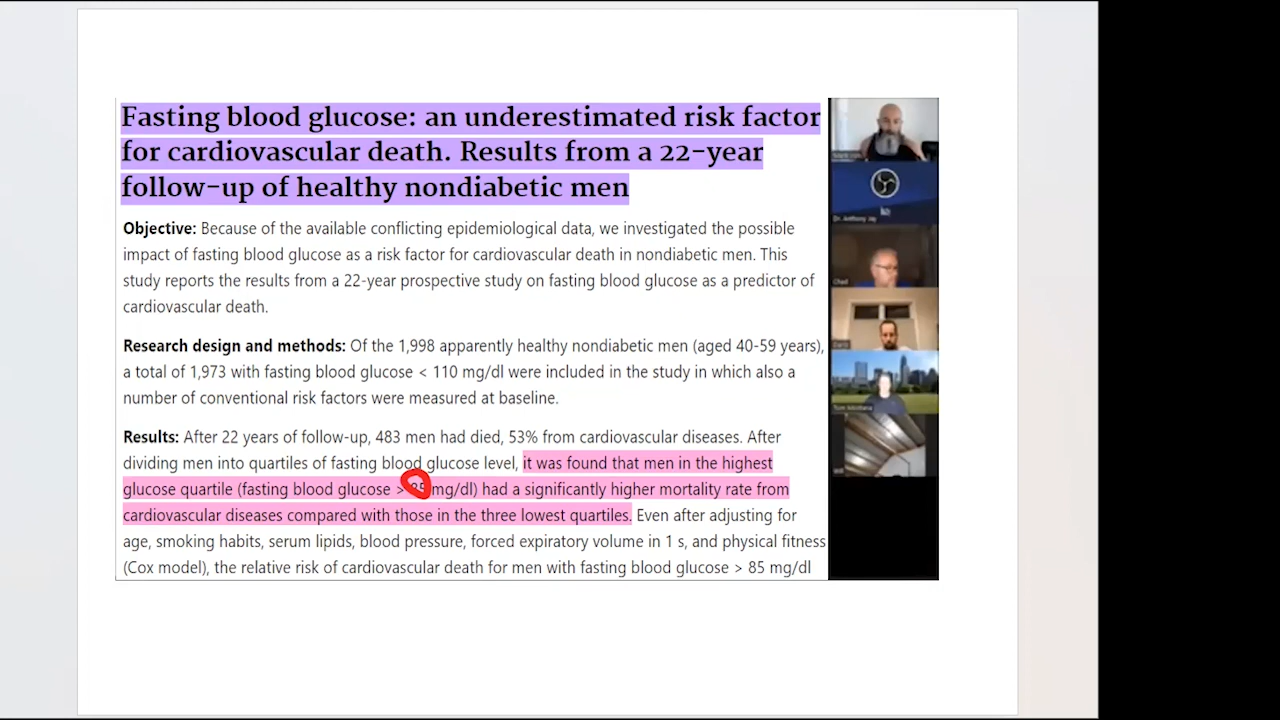 Fasting blood glucose: an underestimated risk factor
for cardiovascular death. Results from a 22-year
follow-up of healthy nondiabetic men
Objective: Because of the available conflicting epidemiological data, we investigated the possible
impact of fasting blood glucose as a risk factor for cardiovascular death in nondiabetic men. This
study reports the results from a 22-year prospective study on fasting blood glucose as a predictor of
cardiovascular death.
Research design and methods: Of the 1,998 apparently healthy nondiabetic men (aged 40-59 years),
a total of 1,973 with fasting blood glucose < 110 mg/dl were included in the study in which also a
number of conventional risk factors were measured at baseline.
Results: After 22 years of follow-up, 483 men had died, 53% from cardiovascular diseases. After
dividing men into quartiles of fasting blood glucose level, it was found that men in the highest
glucose quartile (fasting blood glucose > 85 mg/dl) had a significantly higher mortality rate from
cardiovascular diseases compared with those in the three lowest quartiles. Even after adjusting for
age, smoking habits, serum lipids, blood pressure, forced expiratory volume in 1 s, and physical fitness
(Cox model), the relative risk of cardiovascular death for men with fasting blood glucose > 85 mg/dl
Dr. Anthony Jay
Chad